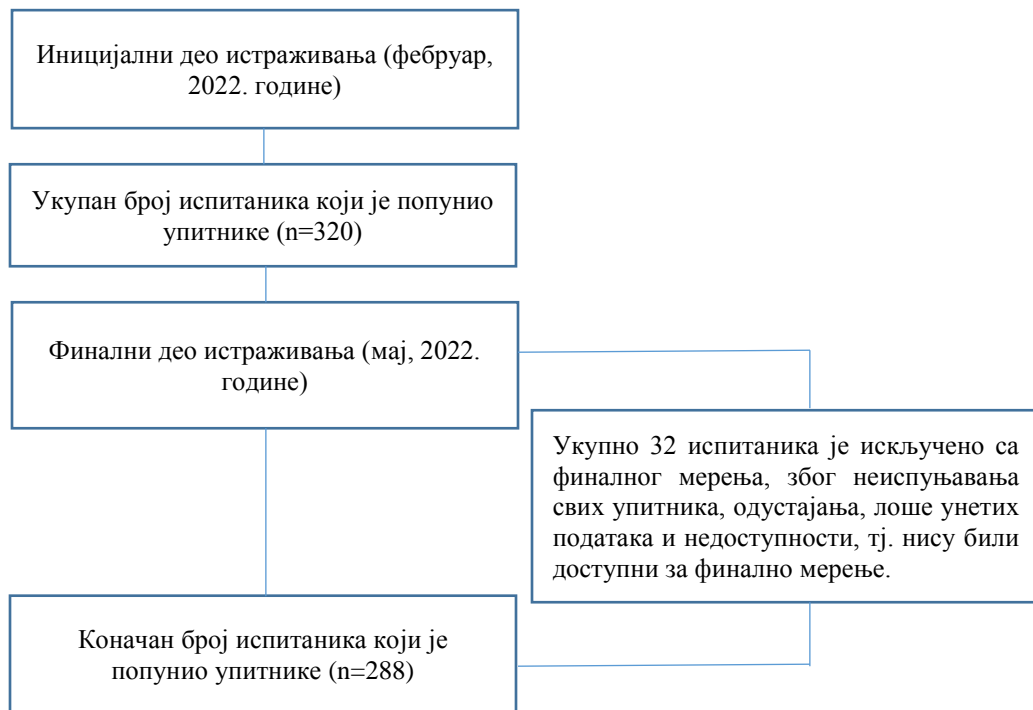 Иницијални део истраживања (фебруар,
2022. године)
Укупан број испитаника који је попунио
упитнике (n=320)
Финални део истраживања (мај, 2022.
године)
Укупно 32 испитаника је искључено са
финалног мерења, због неиспуњавања
свих упитника, одустајања, лоше унетих
података и недоступности, тј. нису били
доступни за финално мерење.
Коначан број испитаника који је
попунио упитнике (n=288)